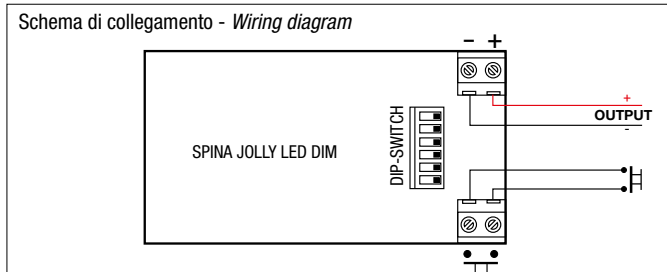 Schema di collegamento - Wiring diagram
- +
+
OUTPUT
-
SPINA JOLLY LED DIM
DIP-SWITCH